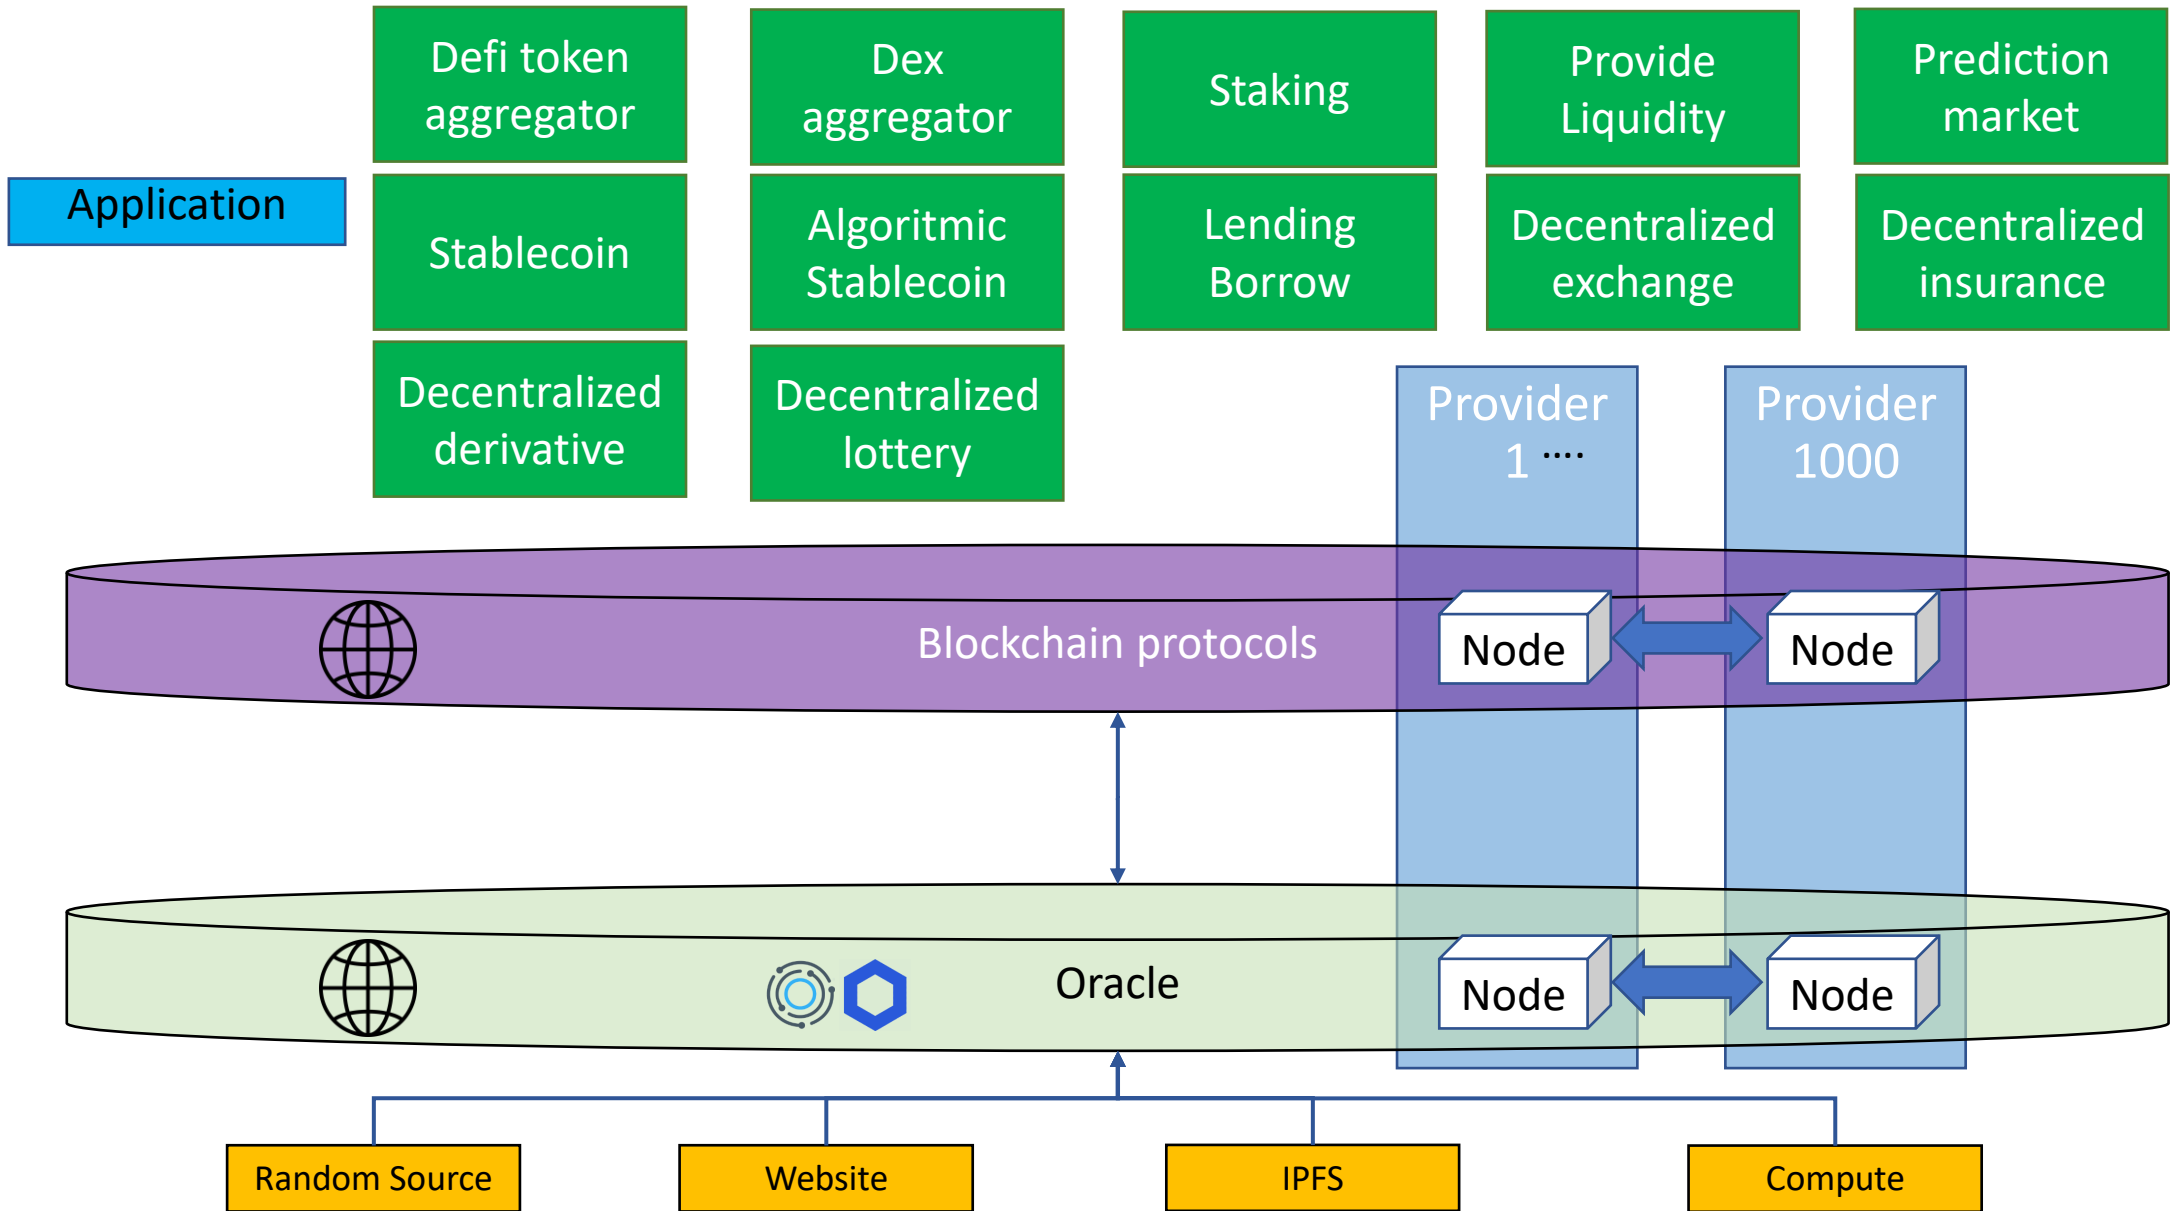 Defi token
aggregator
Dex
aggregator
Staking
Provide
Liquidity
Prediction
market
Application
Stablecoin
Algoritmic
Stablecoin
Lending
Borrow
Decentralized
exchange
Decentralized
insurance
Decentralized
derivative
Decentralized
lottery
Provider
1 ....
Provider
1000
Blockchain protocols
Node
Node
Oracle
Node
Node
Random Source
Website
IPFS
Compute